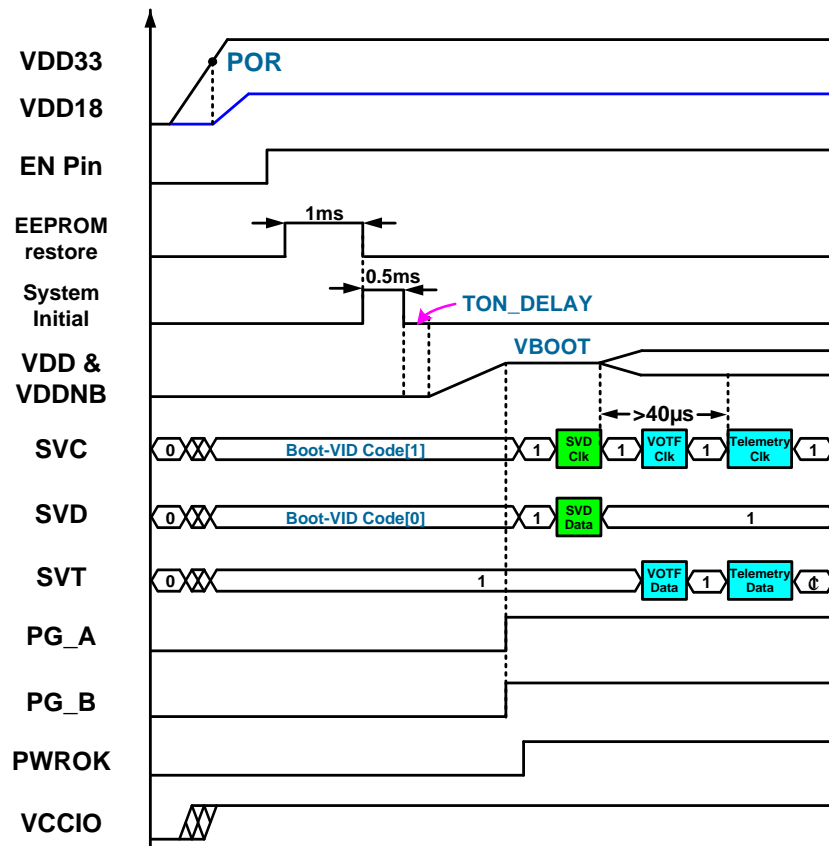 VDD33
POR
VDD18
EN Pin
EEPROM
restore
1ms
System
Initial
0.5ms
TON_DELAY
VDD &
VDDNB
VBOOT
>40µs
SVC
0
Boot-VID Code[1]
1
SVD
Clk
1
VOTF
Clk
1
Telemetry
Clk
1
SVD
0
Boot-VID Code[0]
1
SVD
Data
1
SVT
0
1
VOTF
Data
1
Telemetry
Data
PG_A
PG_B
PWROK
VCCIO